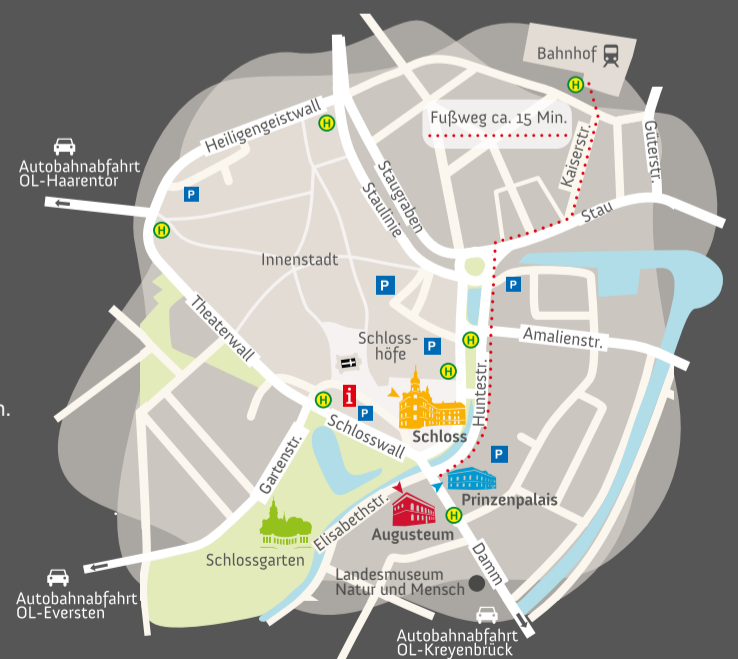 Bahnhof
H
Fußweg ca. 15 Min.
Heiligengeistwall
H
Kaiserstr.
Güterstr.
Autobahnabfahrt
OL-Haarentor
P
Staugraben
Staulinie
Stau
H
Innenstadt
P
P
Theaterwall
Schloss-
höfe
P
H
Amalienstr.
H
i
P
H
Huntestr.
n.
Schlosswall
Schloss
P
Gartenstr.
Prinzenpalais
Elisabethstr.
Augusteum
H
Schlossgarten
Damm
Landesmuseum
Natur und Mensch
Autobahnabfahrt
OL-Eversten
Autobahnabfahrt
OL-Kreyenbrück